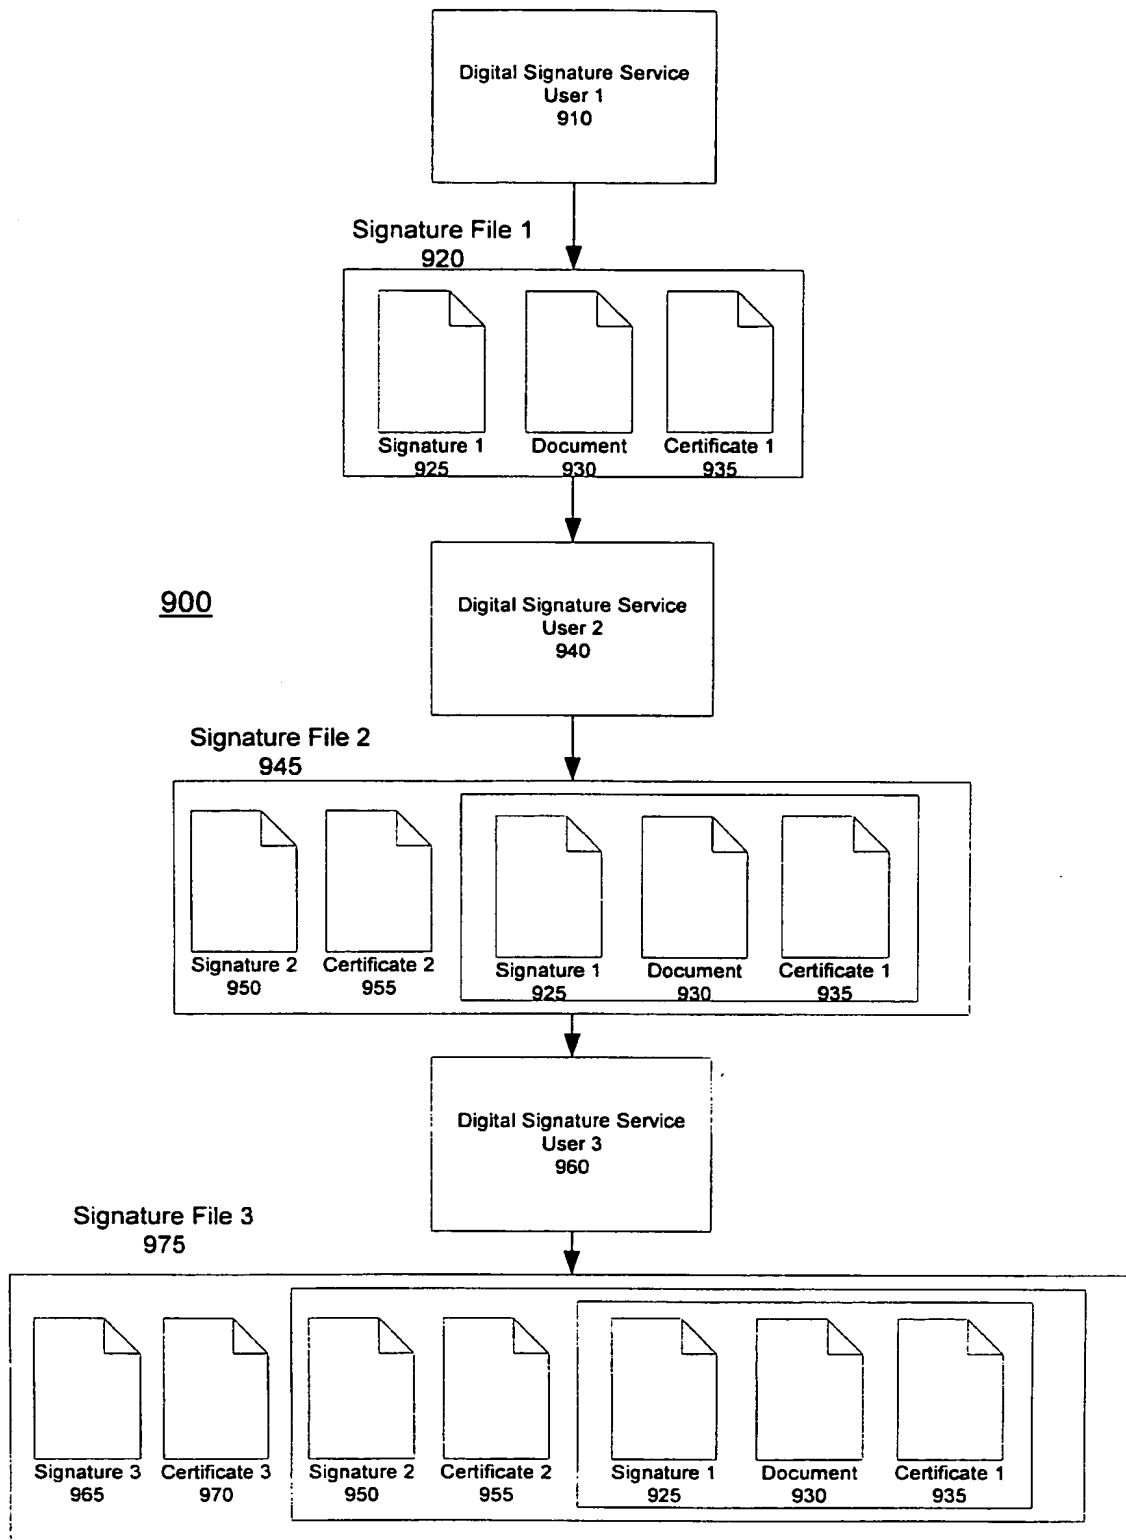 Digital Signature Service
User 1
910
Signature File 1
920
Signature 1
925
Document
930
Certificate 1
935
900
Digital Signature Service
User 2
940
Signature File 2
945
Signature 2
950
Certificate 2
955
Signature 1
925
Document
930
Certificate 1
935
Digital Signature Service
User 3
960
Signature File 3
975
Signature 3
965
Certificate 3
970
Signature 2
950
Certificate 2
955
Signature 1
925
Document
930
Certificate 1
935